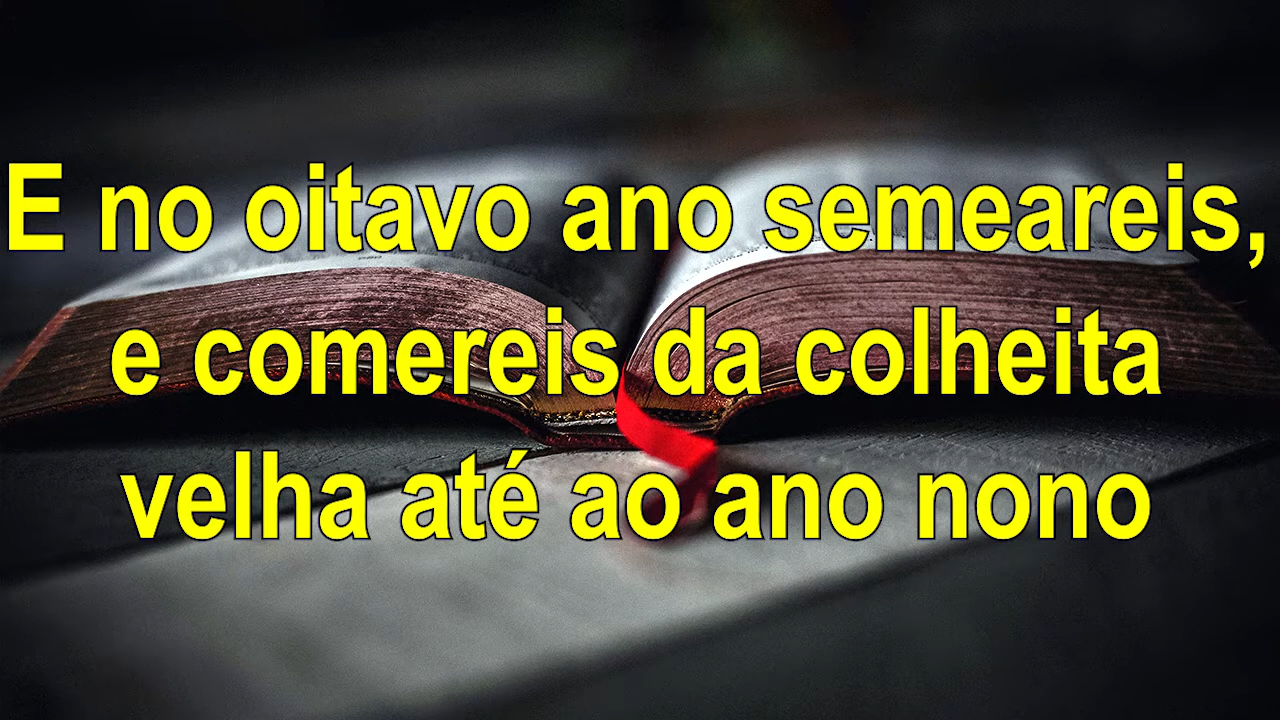 E no oitavo ano semeareis,
e comereis da colheita
velha até ao ano nono